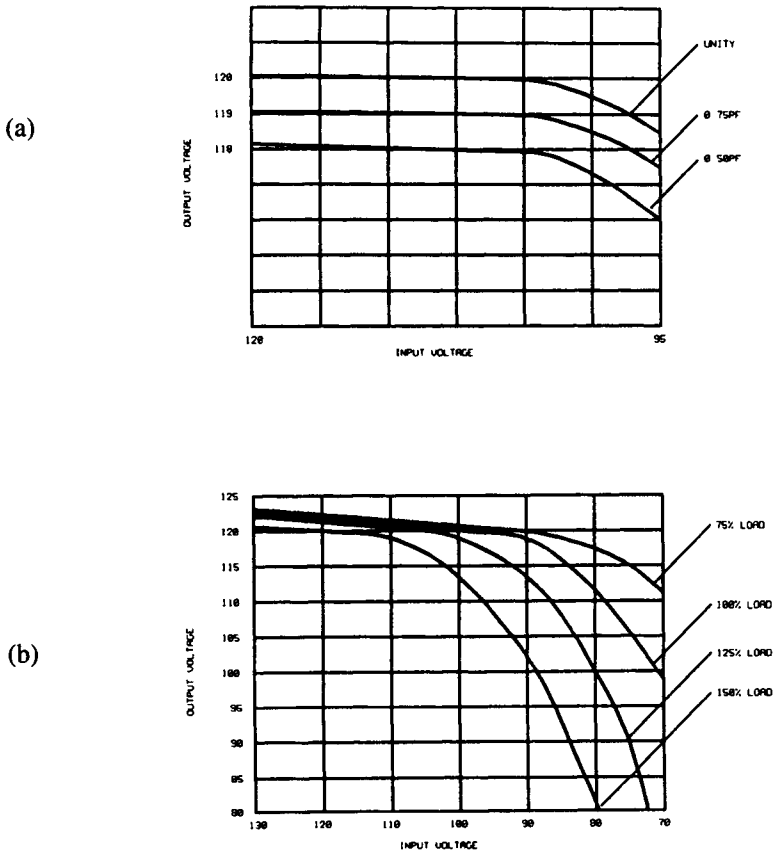 (a)
OUTPUT VOLTAGE
120
119
118
UNITY
0 75PF
0 50PF
120
95
INPUT VOLTAGE
(b)
OUTPUT VOLTAGE
125
120
115
110
105
100
95
90
85
80
75% LOAD
100% LOAD
125% LOAD
150% LOAD
130
120
110
100
90
80
70
INPUT VOLTAGE